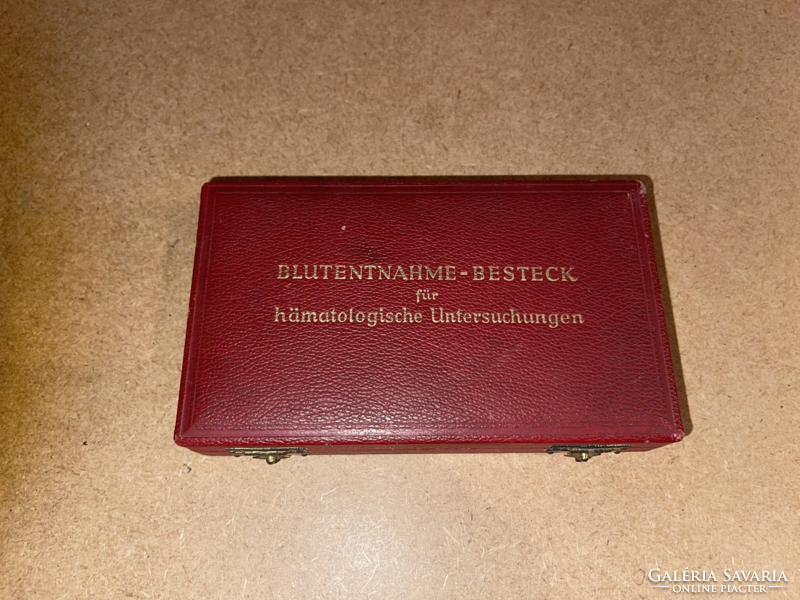 BLUTENTNAHME-BESTECK
für
hämatologische Untersuchungen
GALÉRIA SAVARIA
ONLINE PIACTÉR